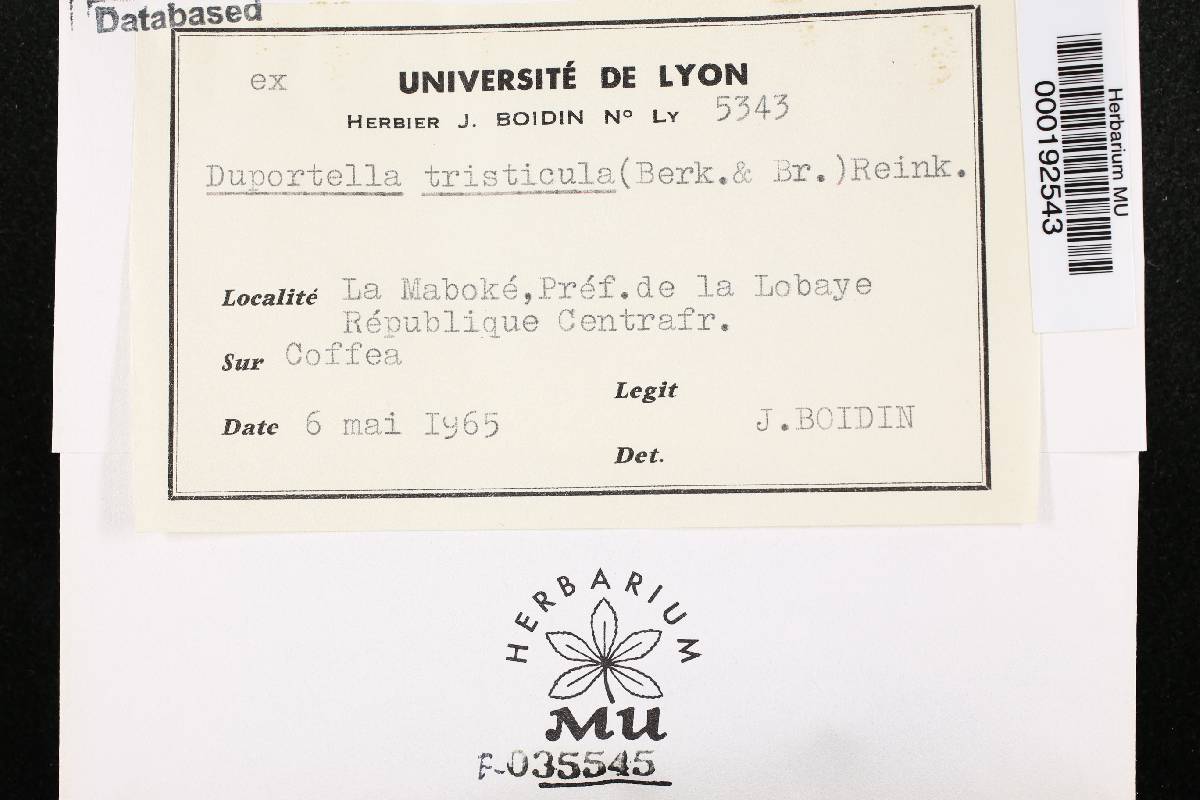 Databased
ex UNIVERSITÉ DE LYON
HERBIER J. BOIDIN Nº LY 5343
Duportella tristicula(Berk.& Br.)Reink.
Localité La Maboké,Préf.de la Lobaye
République Centrafr.
Sur Coffea
Legit
Date 6 mai I965 J.BOIDIN
Det.
Herbarium MU
000192543
HERBARIUM
MU
F-035545